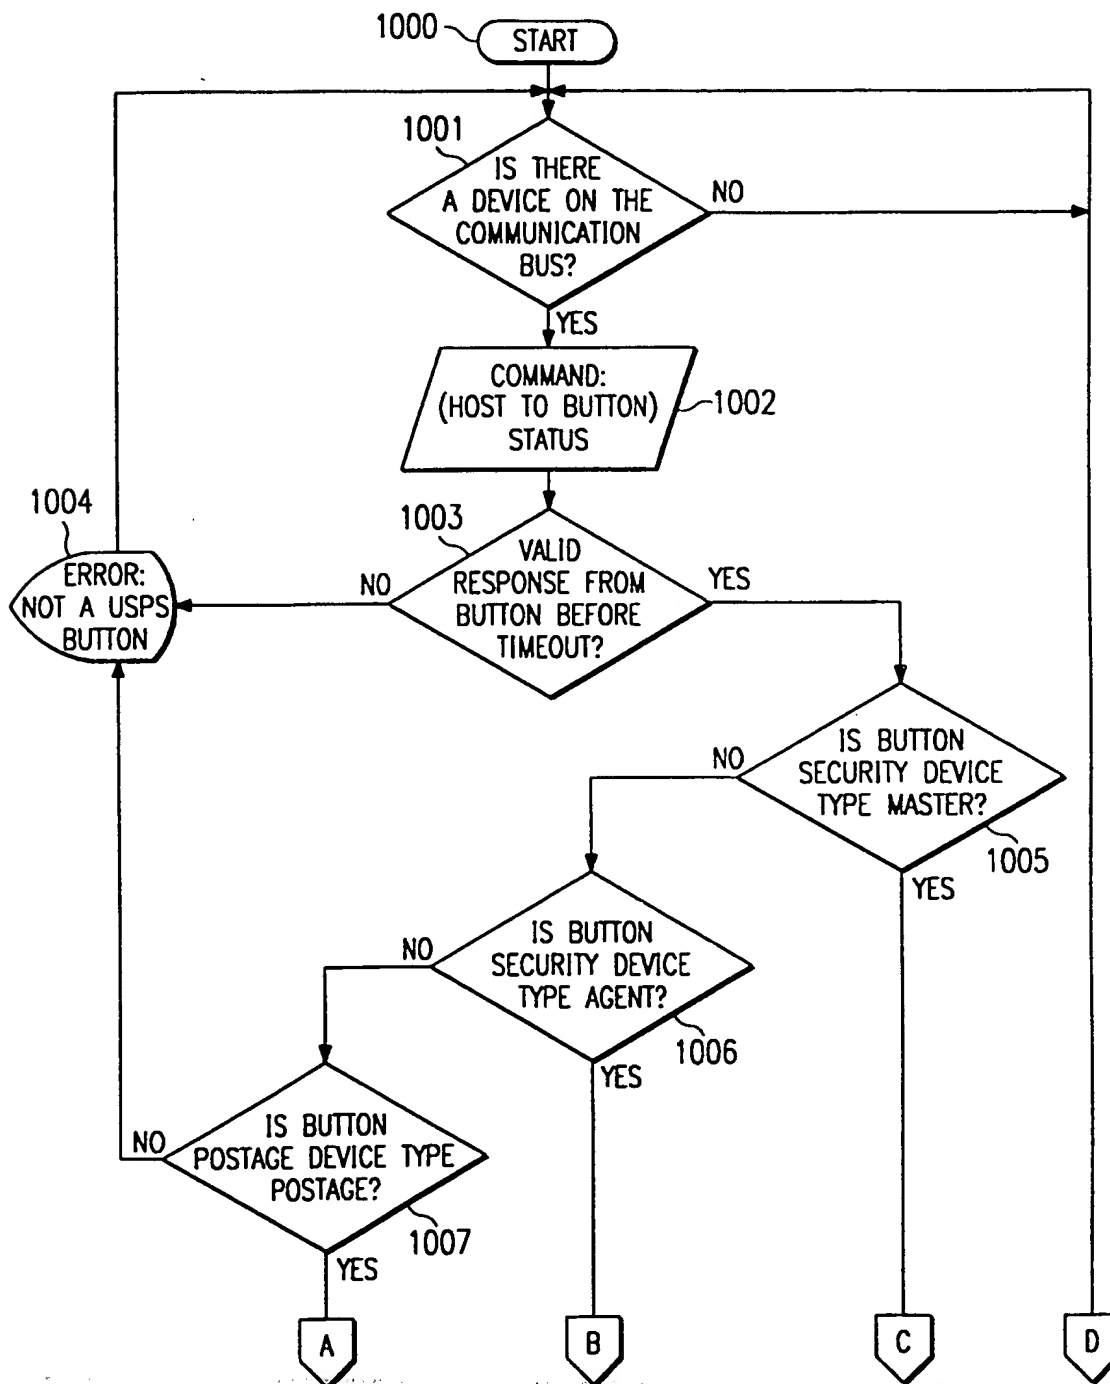 1000
START
1001
IS THERE
A DEVICE ON THE
COMMUNICATION
BUS?
NO
YES
COMMAND:
(HOST TO BUTTON)
STATUS
1002
1004
1003
ERROR:
NOT A USPS
BUTTON
NO
VALID
RESPONSE FROM
BUTTON BEFORE
TIMEOUT?
YES
NO
IS BUTTON
SECURITY DEVICE
TYPE MASTER?
1005
YES
NO
IS BUTTON
SECURITY DEVICE
TYPE AGENT?
1006
YES
NO
IS BUTTON
POSTAGE DEVICE TYPE
POSTAGE?
1007
YES
A
B
C
D